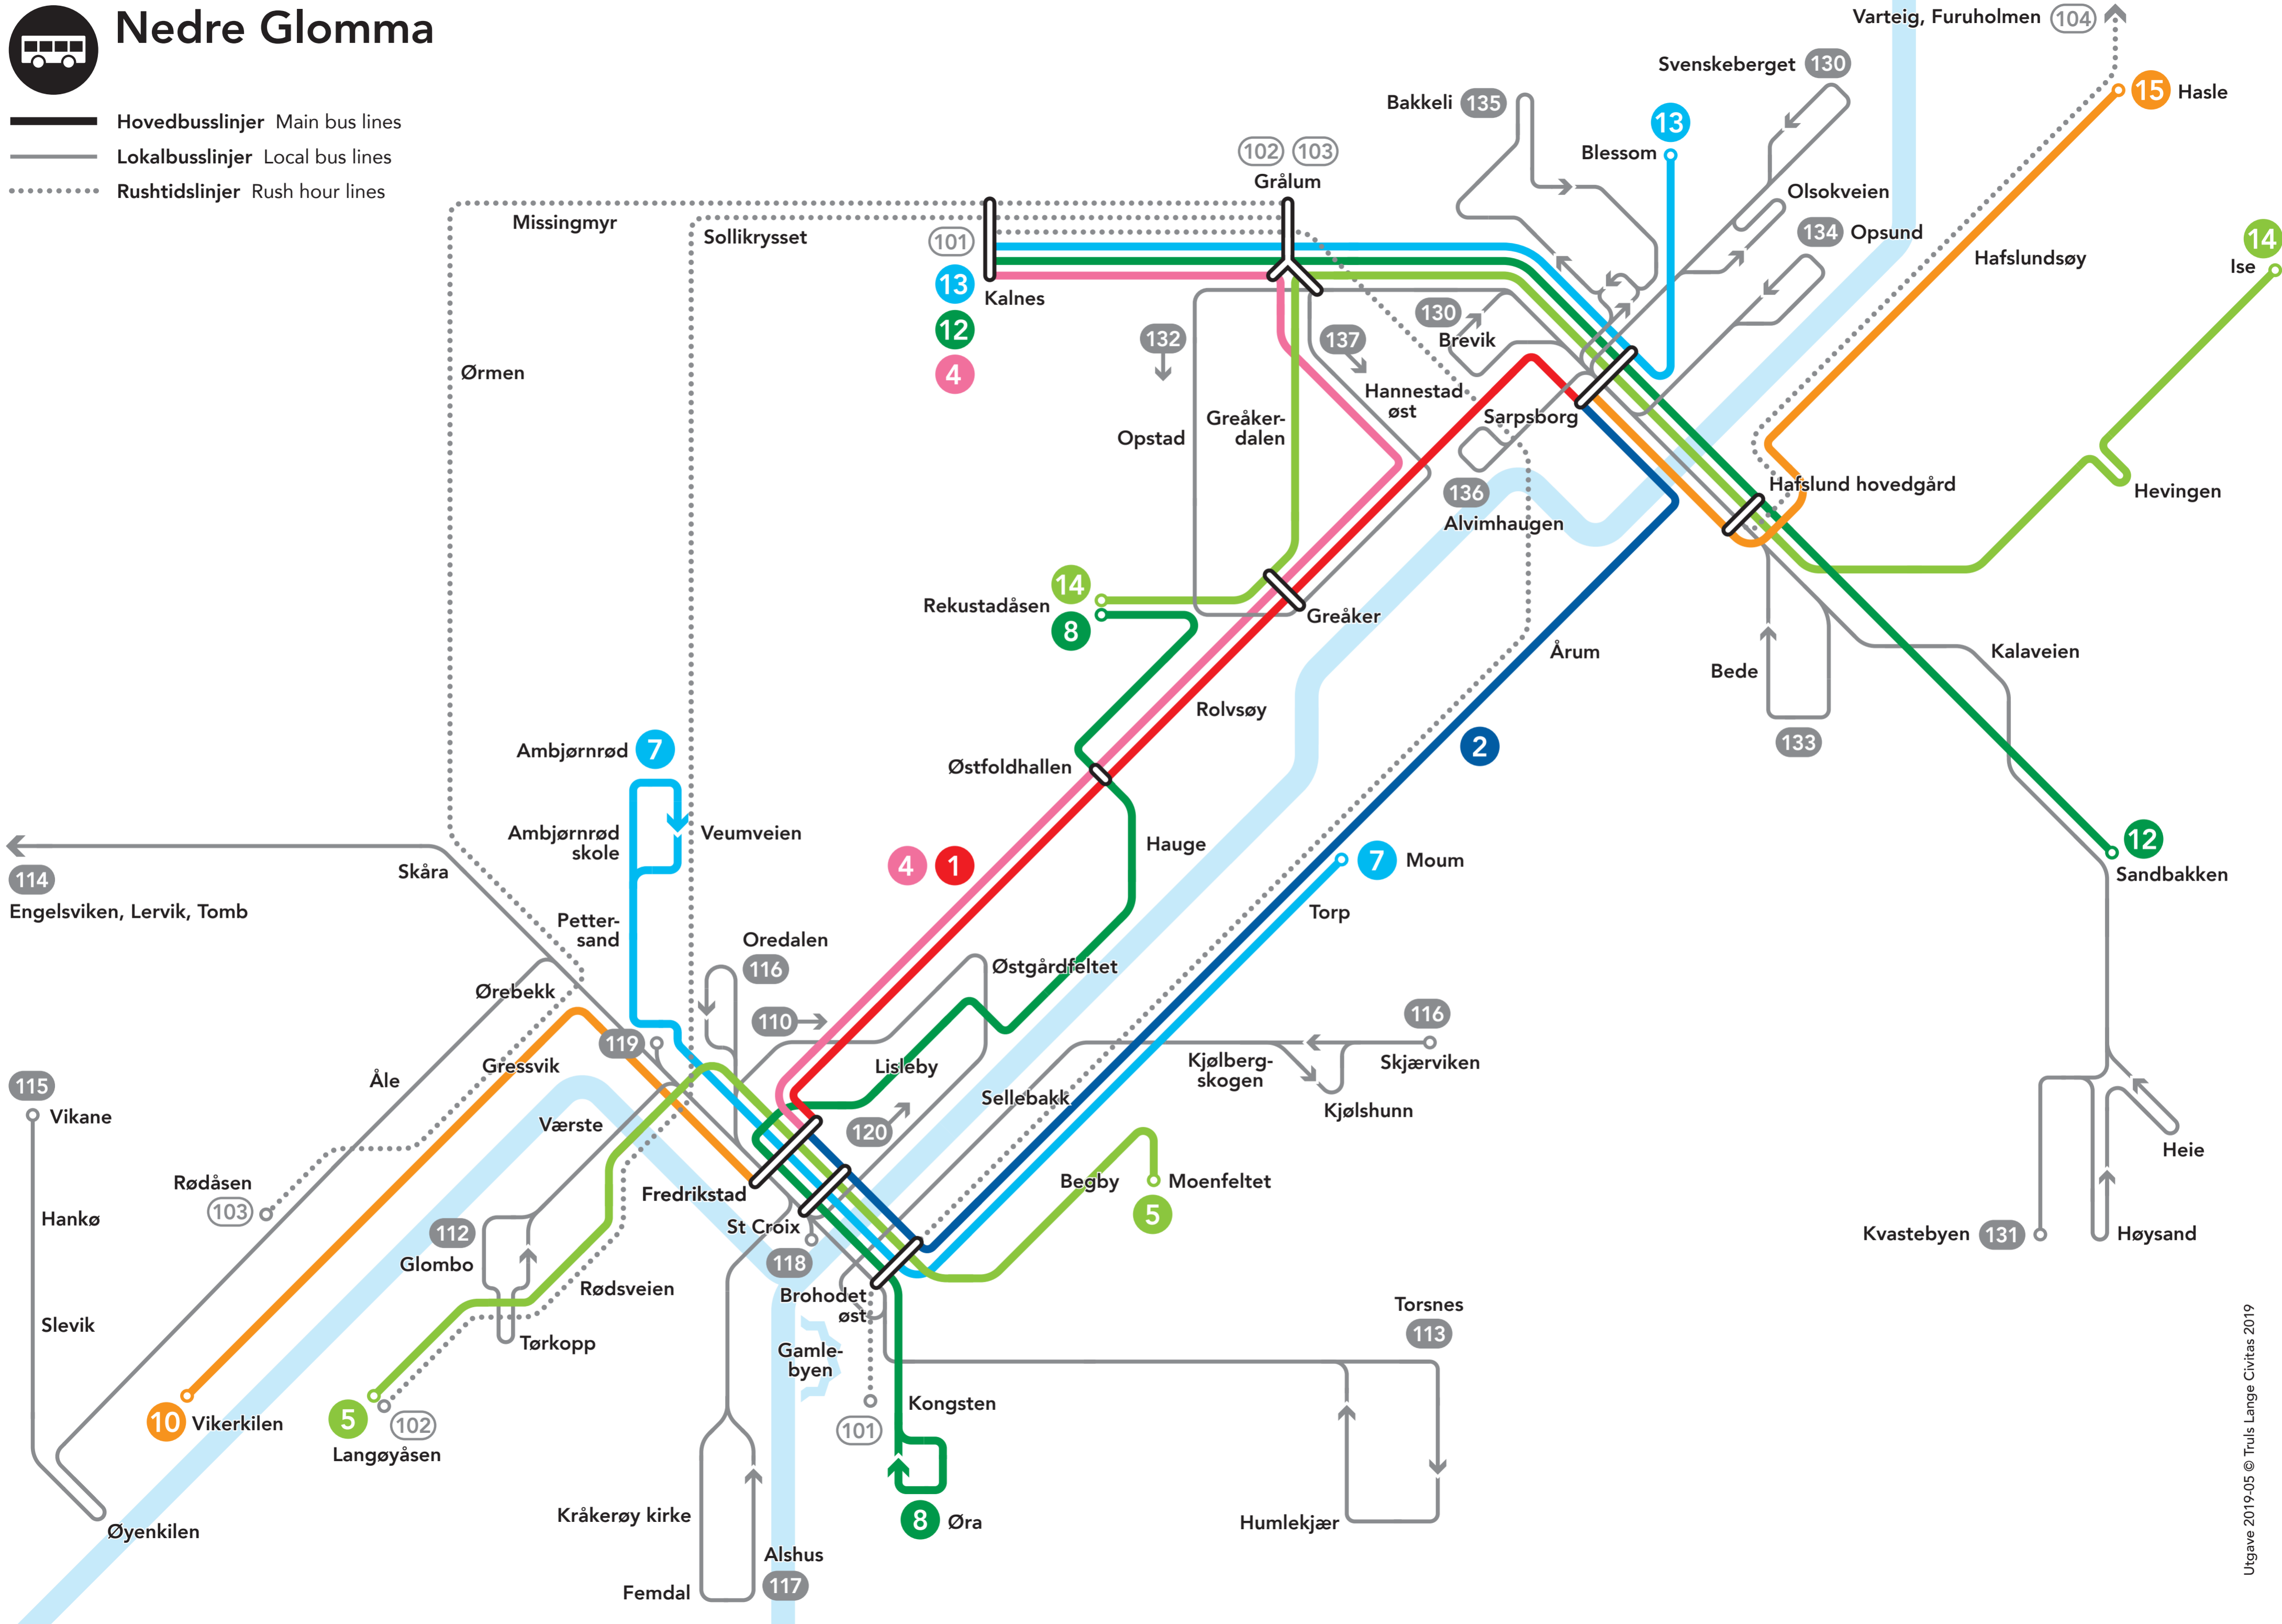 Nedre Glomma
Hovedbusslinjer Main bus lines
Lokalbusslinjer Local bus lines
Rushtidslinjer Rush hour lines
Varteig, Furuholmen 104
Svenskeberget 130
Bakkeli 135
15 Hasle
13
Blessom
102 103
Grålum
Olsokveien
134 Opsund
Missingmyr
Sollikrysset
101
13
Kalnes
12
4
Hafslundsøy
14
Ise
132
137
130
Brevik
Ørmen
Hannestad
øst
Greåker-
dalen
Opstad
Sarpsborg
136
Alvimhaugen
Hafslund hovedgård
Hevingen
14
Rekustadåsen
8
Greåker
Årum
Kalaveien
Bede
133
Rolvsøy
2
Ambjørnrød 7
Østfoldhallen
Ambjørnrød
skole
Veumveien
Hauge
4 1
7 Moum
12
Sandbakken
Skåra
114
Engelsviken, Lervik, Tomb
Petter-
sand
Torp
Oredalen
116
Østgårdfeltet
Ørebekk
110
119
116
Skjærviken
Gressvik
Lisleby
Kjølberg-
skogen
Kjølshunn
Åle
115
Vikane
Sellebakk
Værste
120
Heie
Rødåsen
103
Fredrikstad
Begby
Moenfeltet
5
Hankø
St Croix
112
Glombo
118
Kvastebyen 131
Høysand
Rødsveien
Brohodet
øst
Torsnes
113
Slevik
Tørkopp
Gamle-
byen
10 Vikerkilen
5
102
Langøyåsen
101
Kongsten
Øyenkilen
Kråkerøy kirke
8 Øra
Humlekjær
Alshus
117
Femdal
Utgave 2019-05 © Truls Lange Civitas 2019